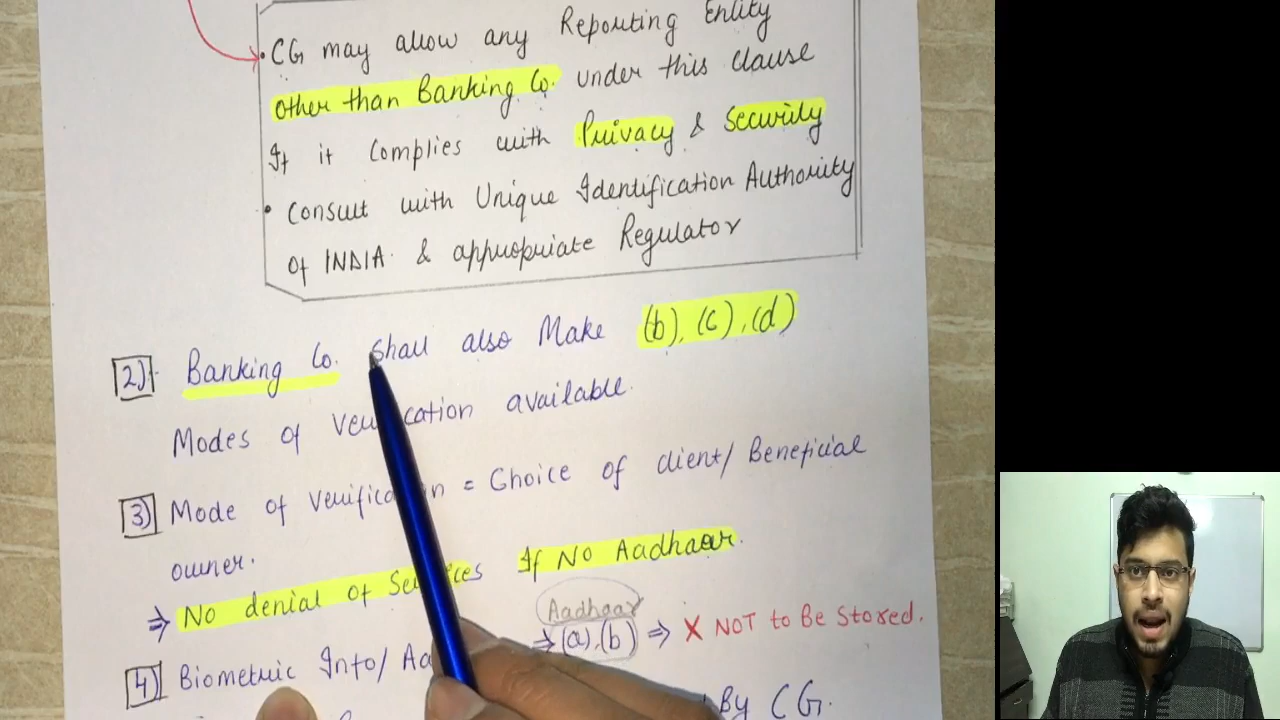 • CG may allow any Reporting Entity
other than Banking Co. under this clause
If it complies with Privacy & Security
• Consult with Unique Identification Authority
of INDIA & appropriate Regulator
2) Banking Co. shall also Make (b), (c), (d)
Modes of available.
3) Mode of = Choice of client/ Beneficial
owner.
⇒ No denial of If No Aadhaar.
Aadhaar
4) Biometric Info/ ⇒ (a), (b) ⇒ X NOT to Be Stored.
By CG.